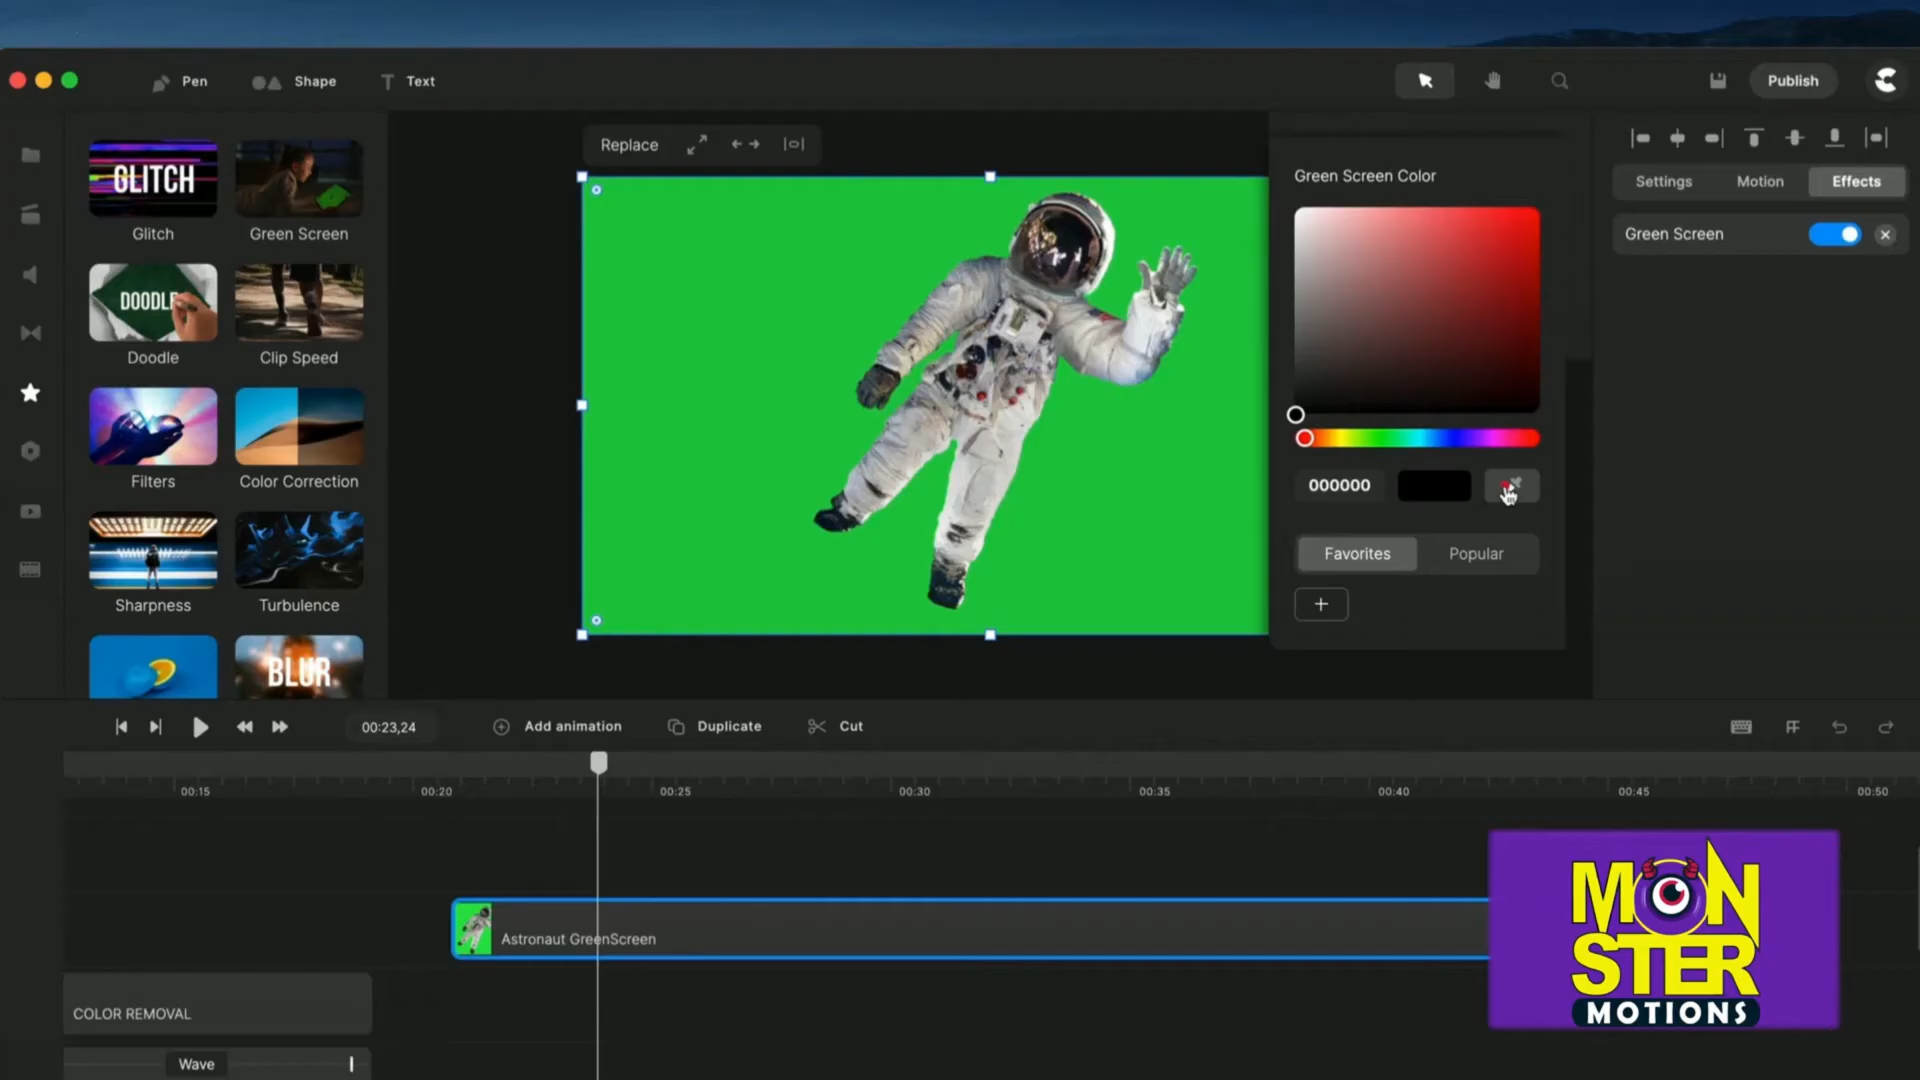 Pen
Shape
Text
Publish
GLITCH
Glitch
Green Screen
DOODLE
Doodle
Clip Speed
Filters
Color Correction
Sharpness
Turbulence
BLUR
Replace
Green Screen Color
000000
Favorites
Popular
+
Settings
Motion
Effects
Green Screen
00:23,24
Add animation
Duplicate
Cut
00:15
00:20
00:25
00:30
00:35
00:40
00:45
00:50
Astronaut GreenScreen
COLOR REMOVAL
Wave
MON
STER
MOTIONS